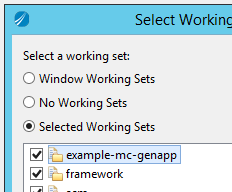 Select Working
Select a working set:
Window Working Sets
No Working Sets
Selected Working Sets
example-mc-genapp
framework